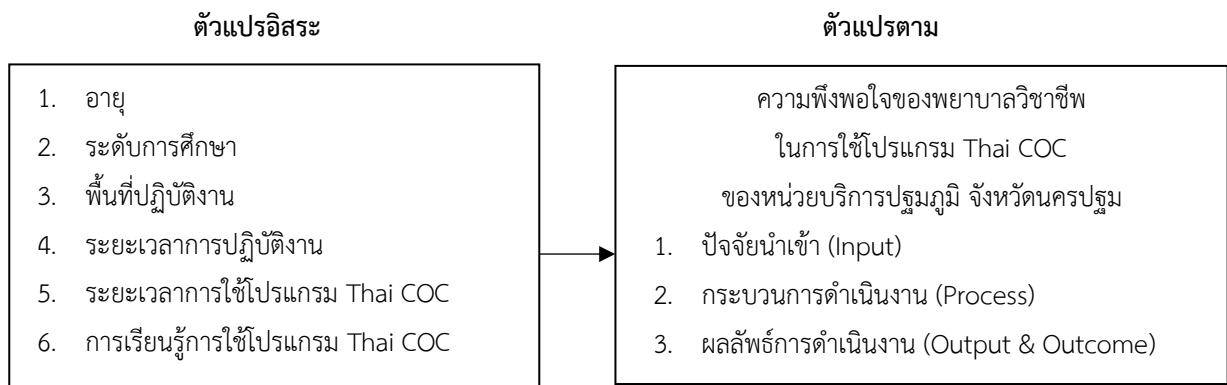 ตัวแปรอิสระ
1. อายุ
2. ระดับการศึกษา
3. พื้นที่ปฏิบัติงาน
4. ระยะเวลาการปฏิบัติงาน
5. ระยะเวลาการใช้โปรแกรม Thai COC
6. การเรียนรู้การใช้โปรแกรม Thai COC
ตัวแปรตาม
ความพึงพอใจของพยาบาลวิชาชีพ
ในการใช้โปรแกรม Thai COC
ของหน่วยบริการปฐมภูมิ จังหวัดนครปฐม
1. ปัจจัยนำเข้า (Input)
2. กระบวนการดำเนินงาน (Process)
3. ผลลัพธ์การดำเนินงาน (Output & Outcome)